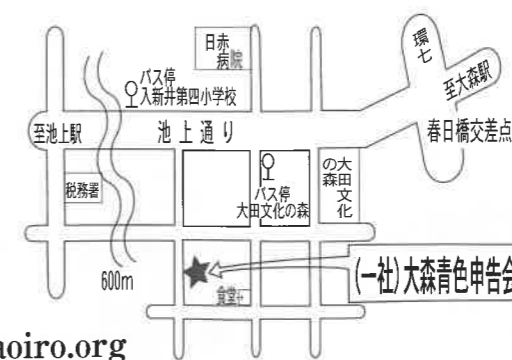 日赤
病院
環七
バス停
入新井第四小学校
至大森駅
至池上駅
池上通り
春日橋交差点
税務署
バス停
大田文化の森
大田文化
の森
600m
(一社)大森青色申告会
食堂
aoiro.org